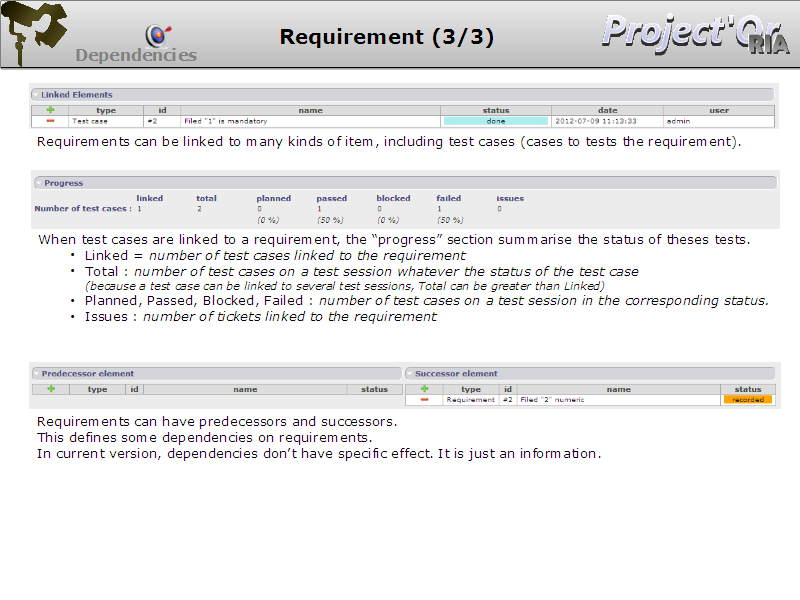 Requirement (3/3)
Project'Or
RIA
Dependencies
Linked Elements
type id name status date user
Test case #2 Filed "1" is mandatory done 2012-07-09 11:13:33 admin
Requirements can be linked to many kinds of item, including test cases (cases to tests the requirement).
Progress
linked total planned passed blocked failed issues
Number of test cases : 1 2 0 1 0 1 0
(0 %) (50 %) (0 %) (50 %)
When test cases are linked to a requirement, the “progress” section summarise the status of theses tests.
• Linked = number of test cases linked to the requirement
• Total : number of test cases on a test session whatever the status of the test case
(because a test case can be linked to several test sessions, Total can be greater than Linked)
• Planned, Passed, Blocked, Failed : number of test cases on a test session in the corresponding status.
• Issues : number of tickets linked to the requirement
Predecessor element
type id name status
Successor element
type id name status
Requirement #2 Filed "2" numeric recorded
Requirements can have predecessors and successors.
This defines some dependencies on requirements.
In current version, dependencies don’t have specific effect. It is just an information.